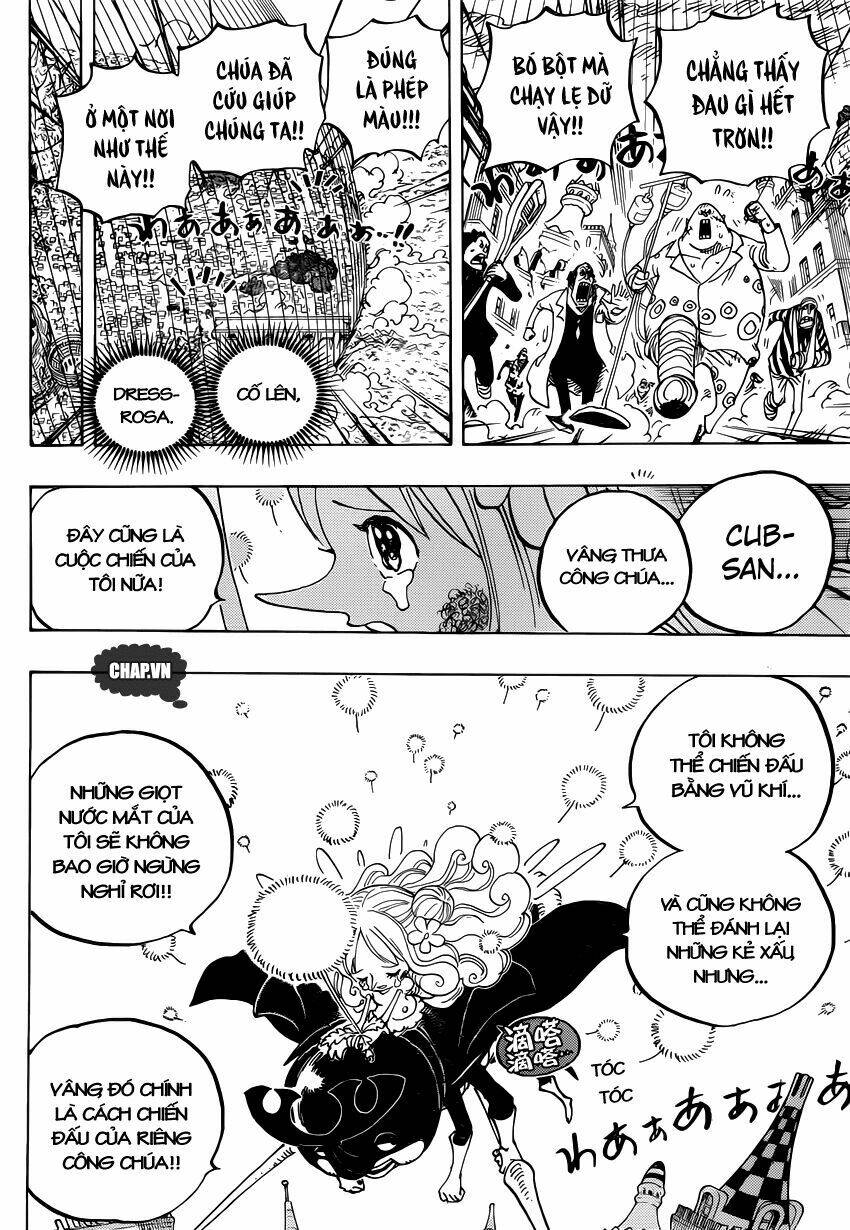 CHẲNG THẤY
ĐAU GÌ HẾT
TRƠN!!
BÓ BỘT MÀ
CHẠY LẸ DỮ
VẬY!!
わあぁ
ĐÚNG
LÀ PHÉP
MÀU!!!
CHÚA ĐÃ
CỨU GIÚP
CHÚNG TA!!
Ở MỘT NƠI
NHƯ THẾ
NÀY!!
わあぁあぁあぁ..!!
CỐ LÊN,
DRESS-
ROSA.
CUB-
SAN...
VÂNG, THƯA
CÔNG CHÚA...
ĐÂY CŨNG LÀ
CUỘC CHIẾN CỦA
TÔI NỮA!
CHAP.VN
TÔI KHÔNG
THỂ CHIẾN ĐẤU
BẰNG VŨ KHÍ...
VÀ CŨNG KHÔNG
THỂ ĐÁNH LẠI
NHỮNG KẺ XẤU,
NHƯNG...
NHỮNG GIỌT
NƯỚC MẮT CỦA
TÔI SẼ KHÔNG
BAO GIỜ NGỪNG
NGHỈ RƠI!!
滴嗒
滴嗒...
TÓC
TÓC
VÂNG, ĐÓ CHÍNH
LÀ CÁCH CHIẾN
ĐẤU CỦA RIÊNG
CÔNG CHÚA!!
わあぁあぁああ